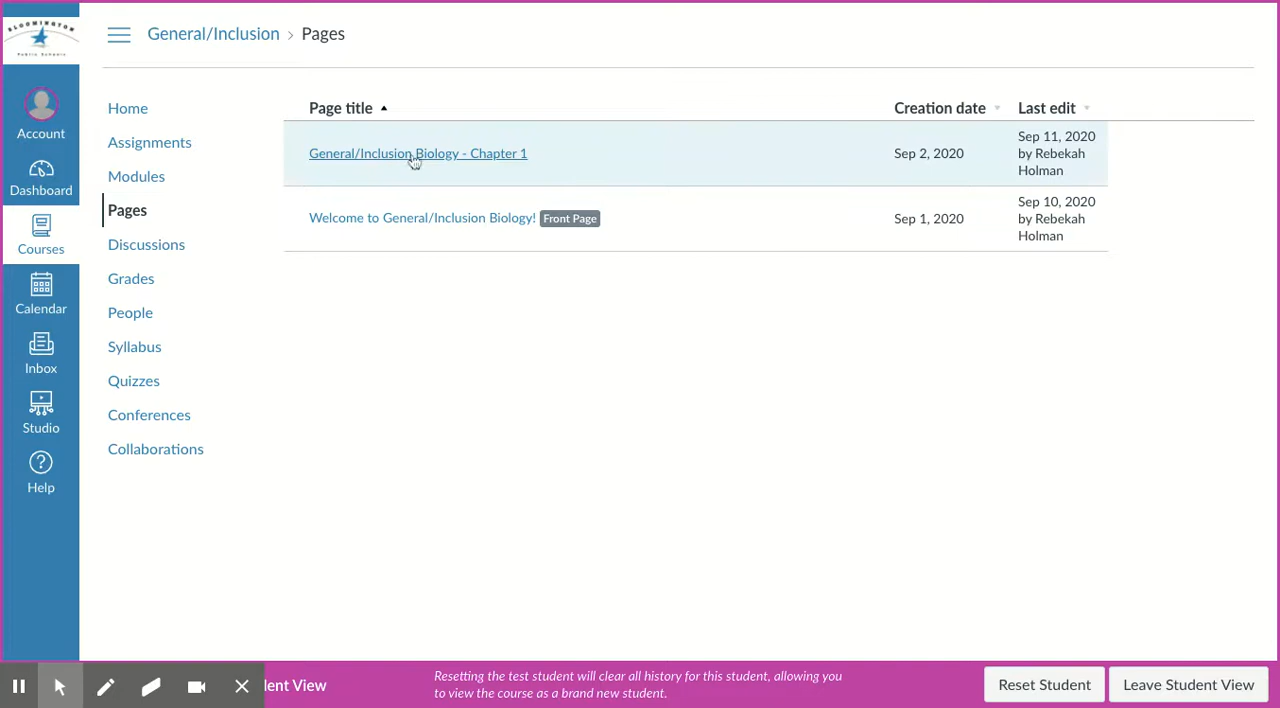 BLOOMINGTON
PUBLIC SCHOOLS
Account
Dashboard
Courses
Calendar
Inbox
Studio
Help
General/Inclusion › Pages
Home
Assignments
Modules
Pages
Discussions
Grades
People
Syllabus
Quizzes
Conferences
Collaborations
Page title
Creation date
Last edit
General/Inclusion Biology - Chapter 1
Sep 2, 2020
Sep 11, 2020
by Rebekah
Holman
Welcome to General/Inclusion Biology! Front Page
Sep 1, 2020
Sep 10, 2020
by Rebekah
Holman
dent View
Resetting the test student will clear all history for this student, allowing you
to view the course as a brand new student.
Reset Student
Leave Student View